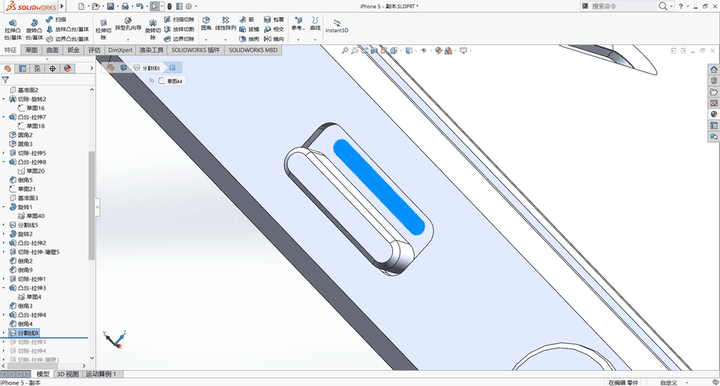 SOLIDWORKS
iPhone 5 - 副本.SLDPRT *
搜索命令
拉伸凸台/基体
旋转凸台/基体
扫描
放样凸台/基体
边界凸台/基体
拉伸切除
异型孔向导
旋转切除
扫描切除
放样切割
边界切除
圆角
线性阵列
筋
拔模
抽壳
包覆
相交
镜向
参考...
曲线
Instant3D
特征 草图 曲面 钣金 评估 DimXpert 渲染工具 SOLIDWORKS 插件 SOLIDWORKS MBD
分割线8
草图44
基准面2
切除-旋转2
草图16
凸台-拉伸7
草图18
圆角2
圆角3
切除-拉伸5
凸台-拉伸8
草图20
倒角5
草图21
基准面3
旋转1
草图40
分割线5
旋转2
凸台-拉伸2
切除-拉伸-薄壁5
倒角2
倒角9
切除-拉伸1
凸台-拉伸3
草图4
倒角3
凸台-拉伸4
倒角4
分割线8
切除-拉伸3
切除-拉伸4
切除-拉伸-薄壁1
模型 3D 视图 运动算例 1
iPhone 5 - 副本
在编辑 零件
自定义